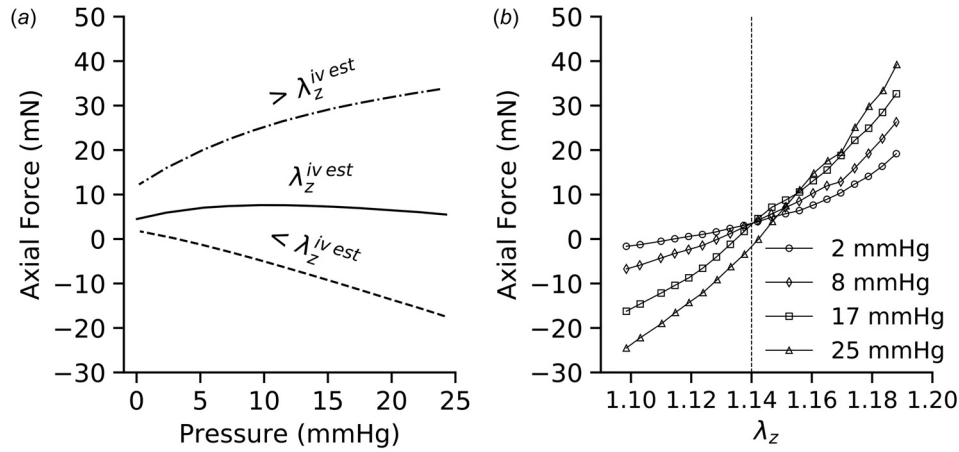 (a)
50
40
30
20
10
0
−10
−20
−30
Axial Force (mN)
> λ_z^{iv est}
λ_z^{iv est}
< λ_z^{iv est}
0 5 10 15 20 25
Pressure (mmHg)
(b)
50
40
30
20
10
0
−10
−20
−30
Axial Force (mN)
2 mmHg
8 mmHg
17 mmHg
25 mmHg
1.10 1.12 1.14 1.16 1.18 1.20
λ_z